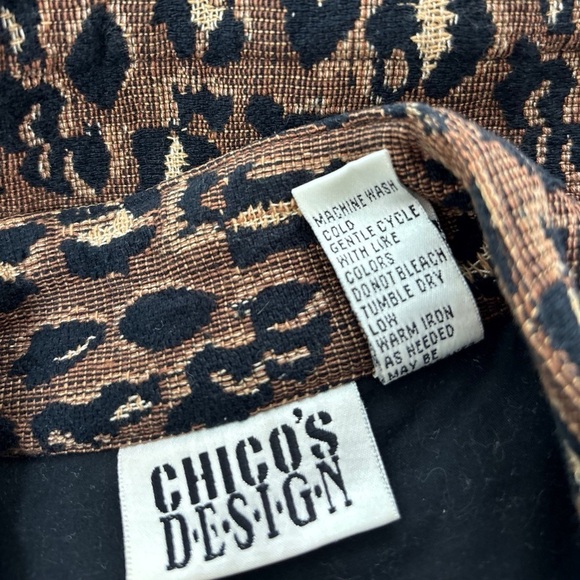 MACHINE WASH
COLD
GENTLE CYCLE
WITH LIKE
COLORS
DO NOT BLEACH
TUMBLE DRY
LOW
WARM IRON
AS NEEDED
MAY BE
CHICO'S
D•E•S•I•G•N